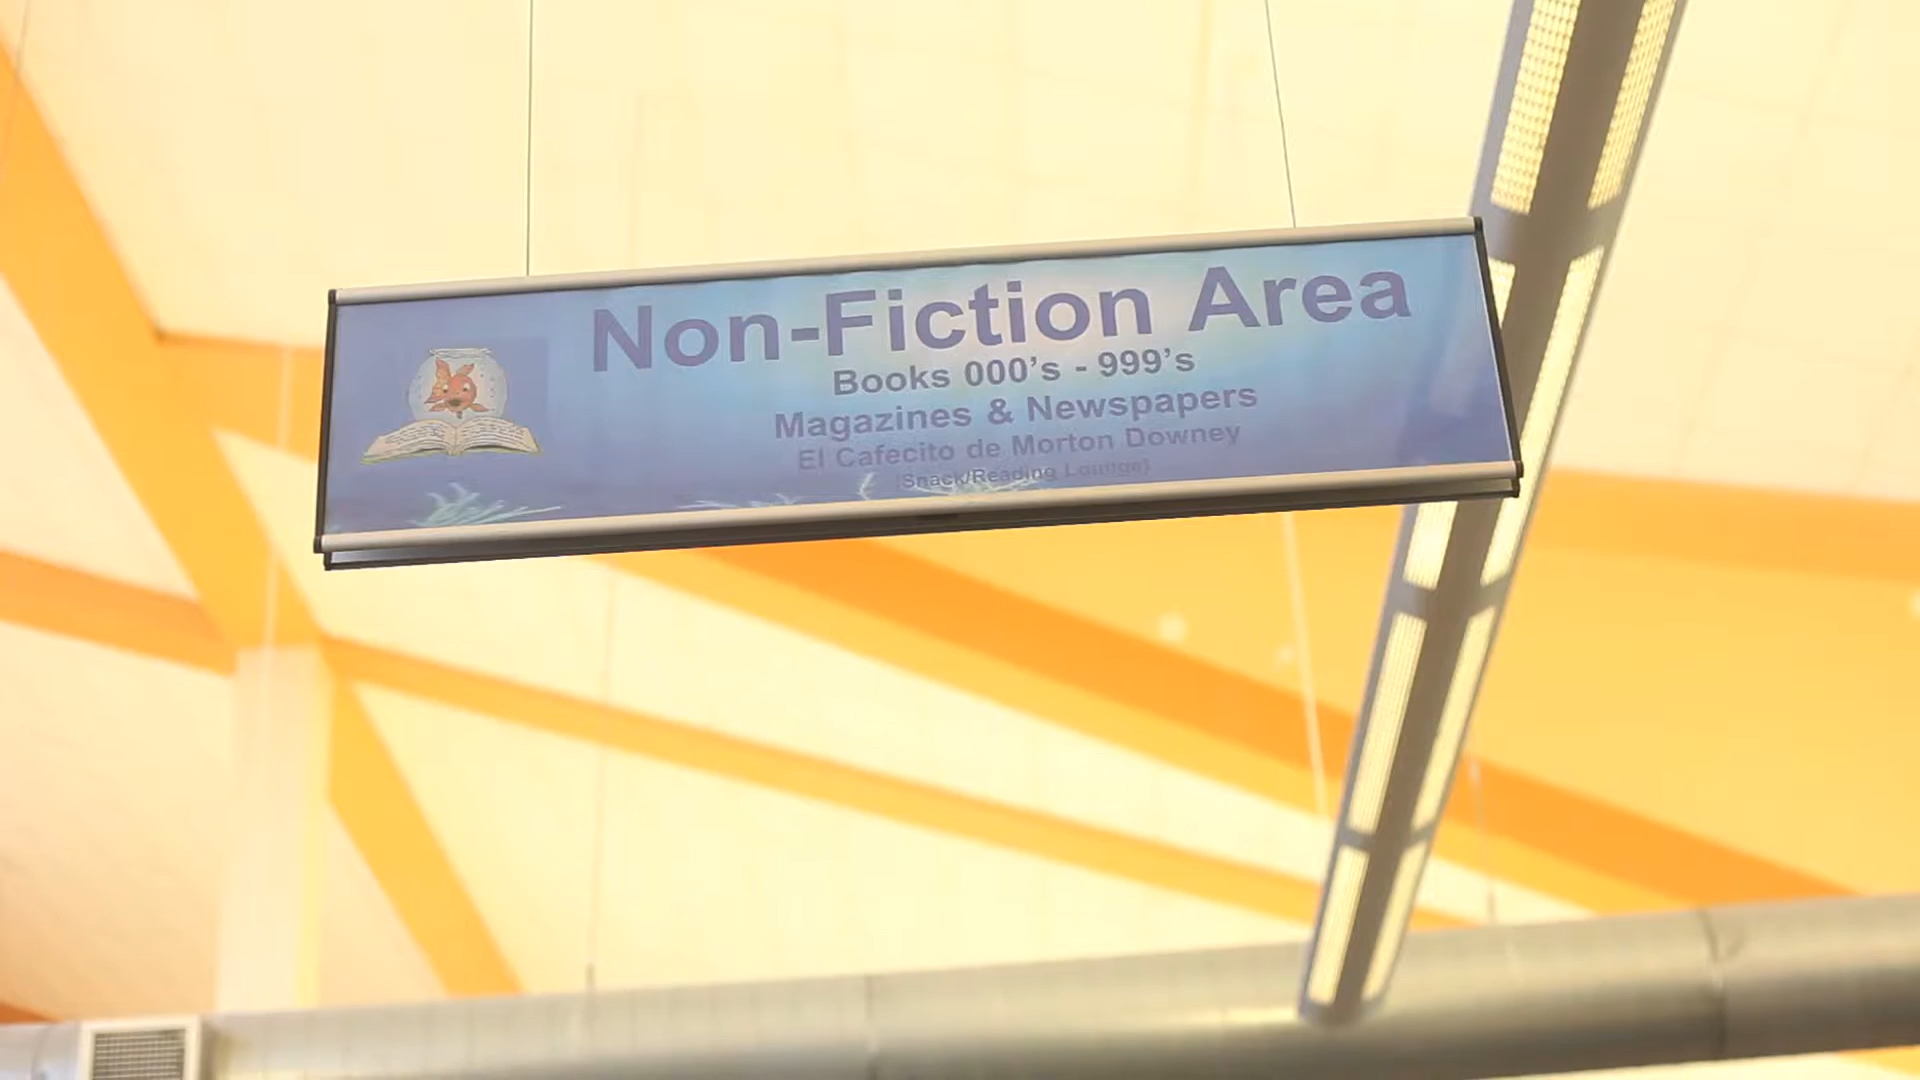 Non-Fiction Area
Books 000's - 999's
Magazines & Newspapers
El Cafecito de Morton Downey
(Snack/Reading Lounge)